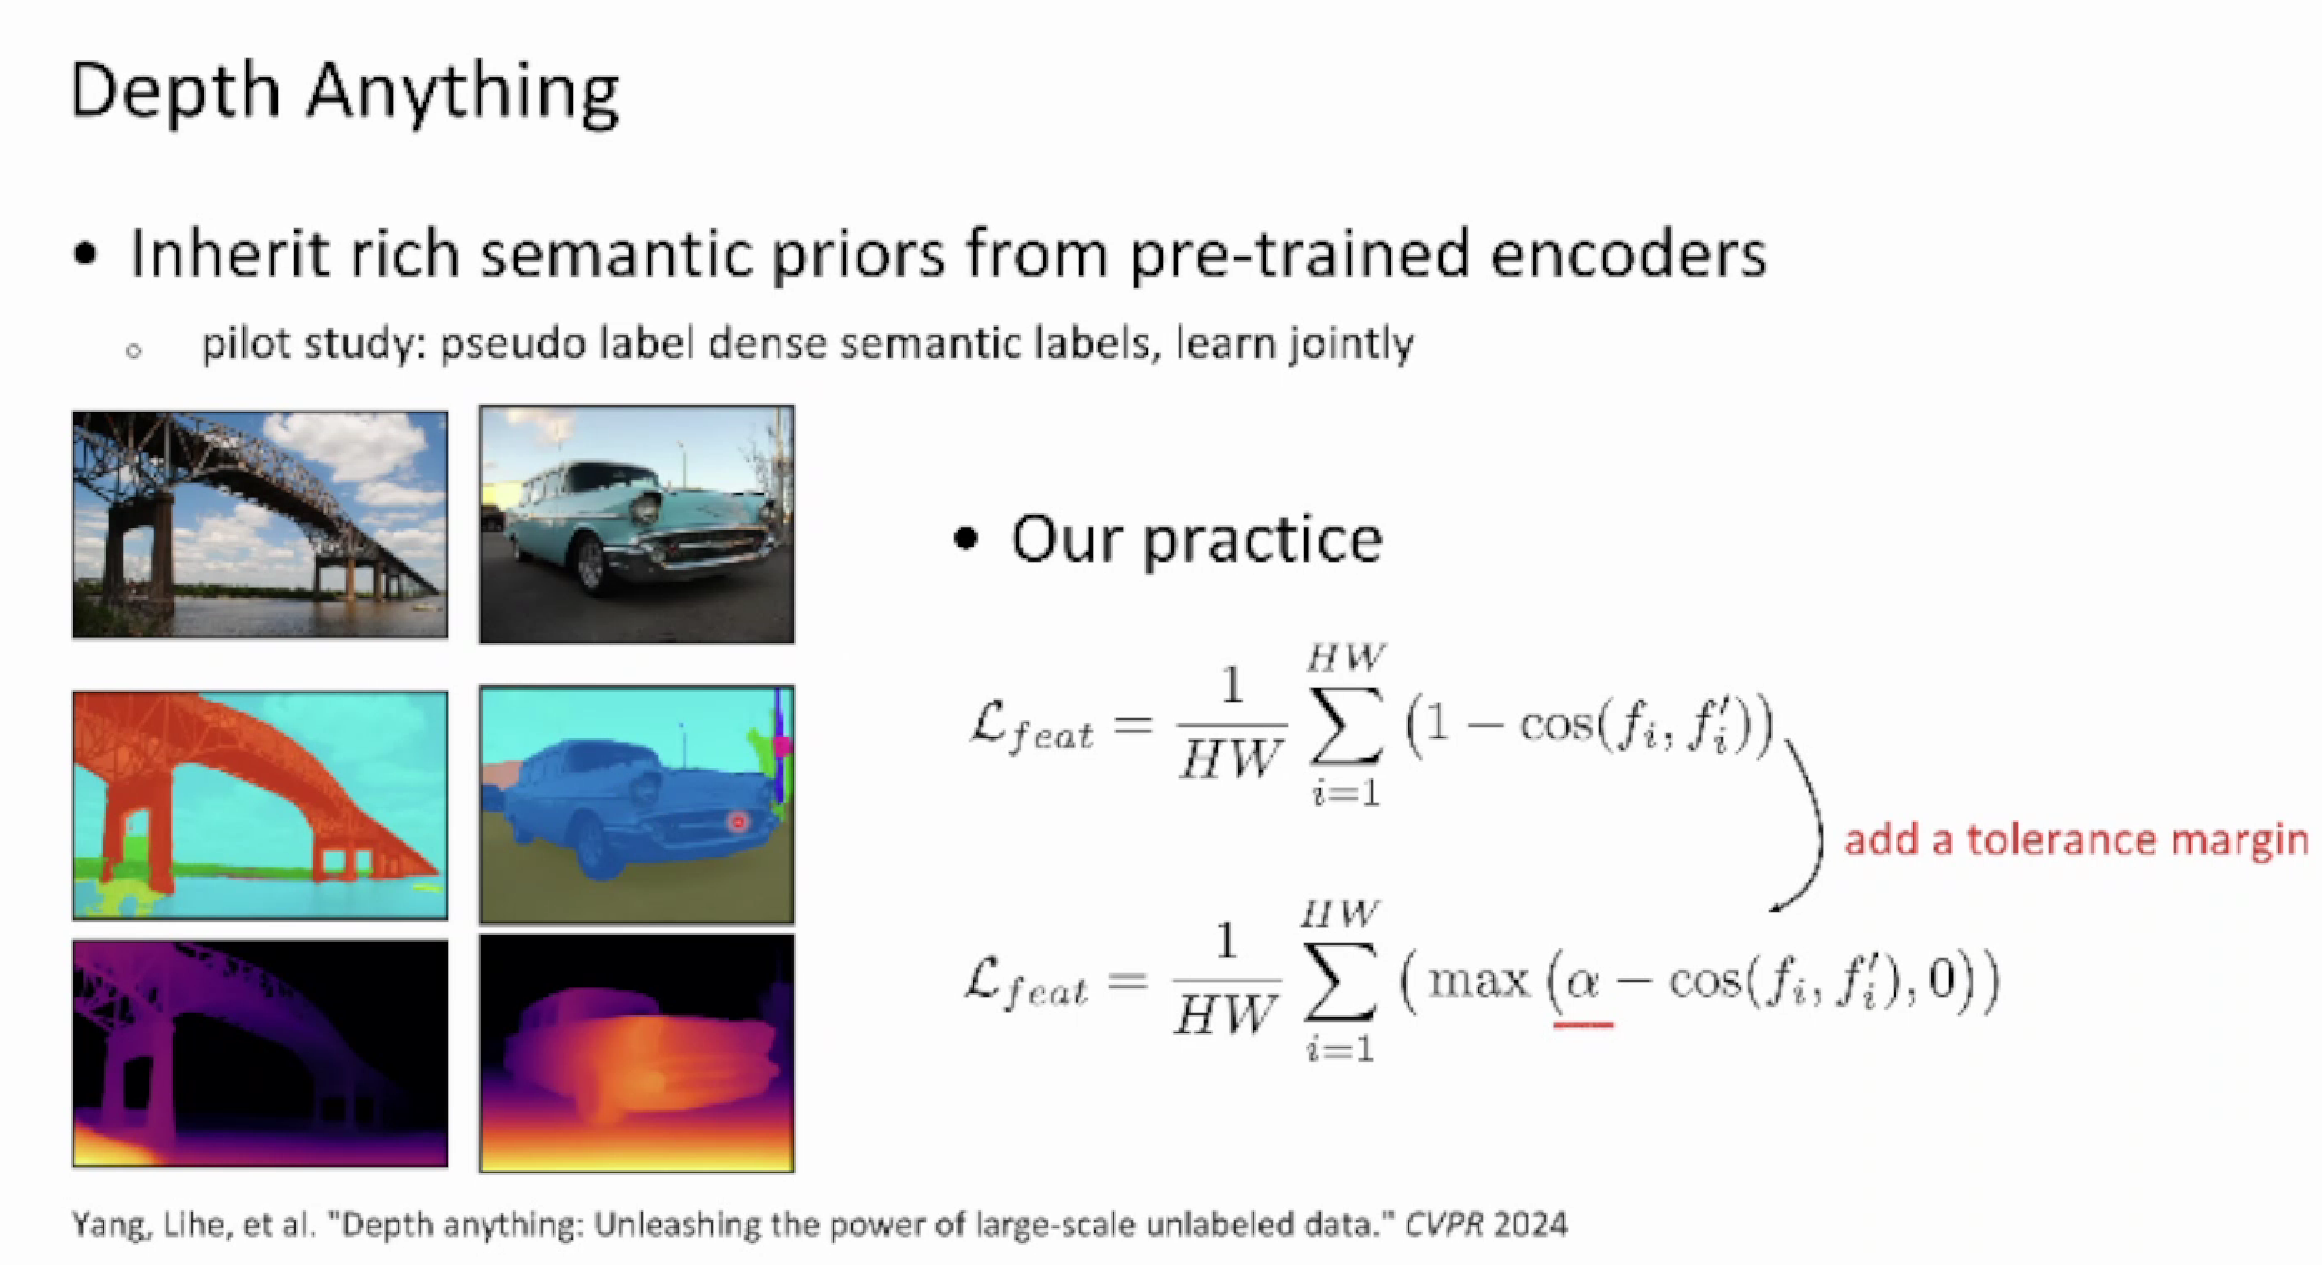 Depth Anything
• Inherit rich semantic priors from pre-trained encoders
○ pilot study: pseudo label dense semantic labels, learn jointly
• Our practice
$\mathcal{L}_{feat} = \frac{1}{HW} \sum_{i=1}^{HW} (1 - \cos(f_i, f'_i))$
add a tolerance margin
$\mathcal{L}_{feat} = \frac{1}{HW} \sum_{i=1}^{HW} (\max(\alpha - \cos(f_i, f'_i), 0))$
Yang, Lihe, et al. "Depth anything: Unleashing the power of large-scale unlabeled data." CVPR 2024